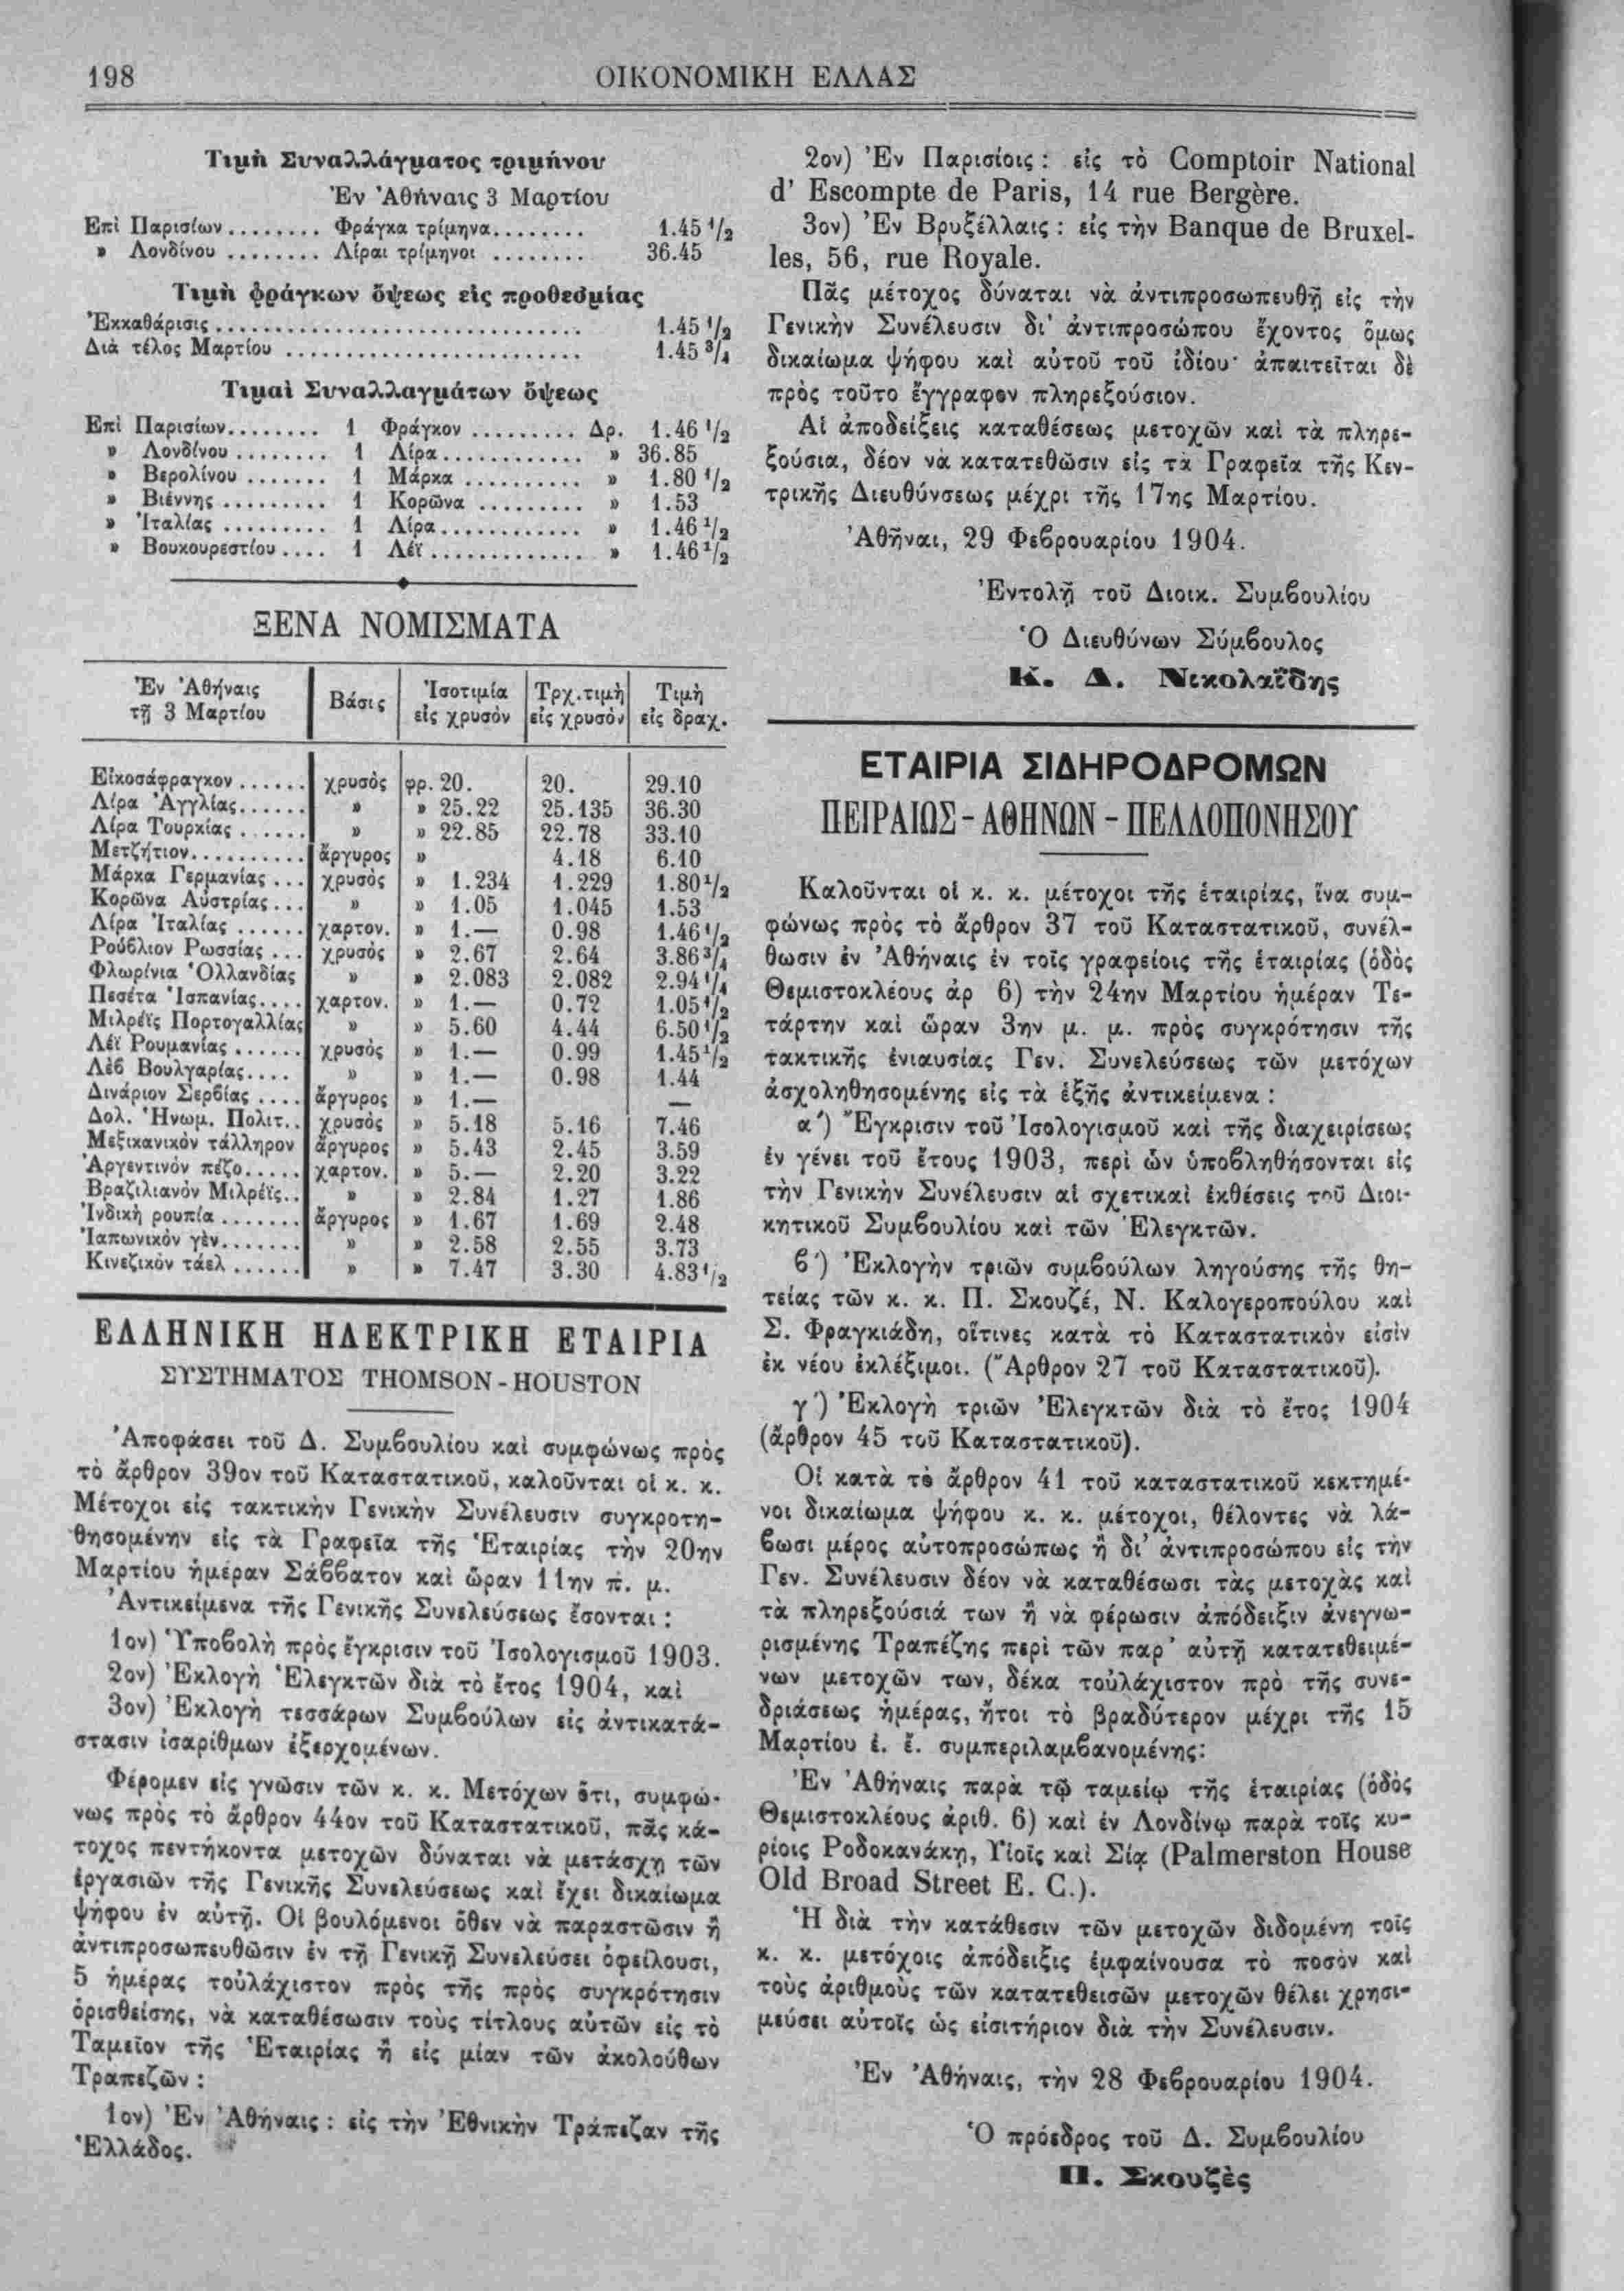 198
ΟΙΚΟΝΟΜΙΚΗ ΕΛΛΑΣ
Τιμὴ Συναλλάγματος τριμήνου
Ἐν Ἀθήναις 3 Μαρτίου
Ἐπὶ Παρισίων ........ Φράγκα τρίμηνα........ 1.45 1/2
» Λονδίνου ........ Λίραι τρίμηνοι ........ 36.45
Τιμὴ φράγκων ὄψεως εἰς προθεσμίας
Ἐκκαθάρισις ........ 1.45 1/2
Διὰ τέλος Μαρτίου ........ 1.45 3/4
Τιμαὶ Συναλλαγμάτων ὄψεως
Ἐπὶ Παρισίων........ 1 Φράγκον ......... Δρ. 1.46 1/2
» Λονδίνου ........ 1 Λίρα ............ » 36.85
» Βερολίνου ....... 1 Μάρκα .......... » 1.80 1/2
» Βιέννης ......... 1 Κορῶνα ......... » 1.53
» Ἰταλίας ......... 1 Λίρα............ » 1.46 1/2
» Βουκουρεστίου .... 1 Λέϊ ............. » 1.46 1/2
ΞΕΝΑ ΝΟΜΙΣΜΑΤΑ
Ἐν Ἀθήναις τῇ 3 Μαρτίου | Βάσις | Ἰσοτιμία εἰς χρυσὸν | Τρχ.τιμὴ εἰς χρυσὸν | Τιμὴ εἰς δραχ.
Εἰκοσάφραγκον ...... χρυσὸς φρ. 20. 20. 29.10
Λίρα Ἀγγλίας...... » » 25.22 25.135 36.30
Λίρα Τουρκίας ...... » » 22.85 22.78 33.10
Μετζήτιον.......... ἄργυρος » 4.18 6.10
Μάρκα Γερμανίας ... χρυσὸς » 1.234 1.229 1.80 1/2
Κορῶνα Αὐστρίας... » » 1.05 1.045 1.53
Λίρα Ἰταλίας ...... χαρτον. » 1.— 0.98 1.46 1/2
Ρούβλιον Ρωσσίας ... χρυσὸς » 2.67 2.64 3.86 3/4
Φλωρίνια Ὁλλανδίας » » 2.083 2.082 2.94 1/4
Πεσέτα Ἱσπανίας.... χαρτον. » 1.— 0.72 1.05 1/2
Μιλρέϊς Πορτογαλλίας » » 5.60 4.44 6.50 1/2
Λέϊ Ρουμανίας ...... χρυσὸς » 1.— 0.99 1.45 1/2
Λὲβ Βουλγαρίας.... » » 1.— 0.98 1.44
Δινάριον Σερβίας .... ἄργυρος » 1.— —
Δολ. Ἡνωμ. Πολιτ.. χρυσὸς » 5.18 5.16 7.46
Μεξικανικὸν τάλληρον ἄργυρος » 5.43 2.45 3.59
Ἀργεντινὸν πέζο..... χαρτον. » 5.— 2.20 3.22
Βραζιλιανὸν Μιλρέϊς.. » » 2.84 1.27 1.86
Ἰνδικὴ ρουπία ....... ἄργυρος » 1.67 1.69 2.48
Ἰαπωνικὸν γὲν....... » » 2.58 2.55 3.73
Κινεζικὸν τάελ ...... » » 7.47 3.30 4.83 1/2
ΕΛΛΗΝΙΚΗ ΗΛΕΚΤΡΙΚΗ ΕΤΑΙΡΙΑ
ΣΥΣΤΗΜΑΤΟΣ THOMSON-HOUSTON
Ἀποφάσει τοῦ Δ. Συμβουλίου καὶ συμφώνως πρὸς
τὸ ἄρθρον 39ον τοῦ Καταστατικοῦ, καλοῦνται οἱ κ. κ.
Μέτοχοι εἰς τακτικὴν Γενικὴν Συνέλευσιν συγκροτη-
θησομένην εἰς τὰ Γραφεῖα τῆς Ἑταιρίας τὴν 20ην
Μαρτίου ἡμέραν Σάββατον καὶ ὥραν 11ην π. μ.
Ἀντικείμενα τῆς Γενικῆς Συνελεύσεως ἔσονται :
1ον) Ὑποβολὴ πρὸς ἔγκρισιν τοῦ Ἰσολογισμοῦ 1903.
2ον) Ἐκλογὴ Ἐλεγκτῶν διὰ τὸ ἔτος 1904, καὶ
3ον) Ἐκλογὴ τεσσάρων Συμβούλων εἰς ἀντικατά-
στασιν ἰσαρίθμων ἐξερχομένων.
Φέρομεν εἰς γνῶσιν τῶν κ. κ. Μετόχων ὅτι, συμφώ-
νως πρὸς τὸ ἄρθρον 44ον τοῦ Καταστατικοῦ, πᾶς κά-
τοχος πεντήκοντα μετοχῶν δύναται νὰ μετάσχῃ τῶν
ἐργασιῶν τῆς Γενικῆς Συνελεύσεως καὶ ἔχει δικαίωμα
ψήφου ἐν αὐτῇ. Οἱ βουλόμενοι ὅθεν νὰ παραστῶσιν ἢ
ἀντιπροσωπευθῶσιν ἐν τῇ Γενικῇ Συνελεύσει ὀφείλουσι,
5 ἡμέρας τοὐλάχιστον πρὸς τῆς πρὸς συγκρότησιν
ὁρισθείσης, νὰ καταθέσωσιν τοὺς τίτλους αὐτῶν εἰς τὸ
Ταμεῖον τῆς Ἑταιρίας ἢ εἰς μίαν τῶν ἀκολούθων
Τραπεζῶν :
1ον) Ἐν Ἀθήναις : εἰς τὴν Ἐθνικὴν Τράπεζαν τῆς
Ἑλλάδος.
2ον) Ἐν Παρισίοις : εἰς τὸ Comptoir National
d' Escompte de Paris, 14 rue Bergère.
3ον) Ἐν Βρυξέλλαις : εἰς τὴν Banque de Bruxel-
les, 56, rue Royale.
Πᾶς μέτοχος δύναται νὰ ἀντιπροσωπευθῇ εἰς τὴν
Γενικὴν Συνέλευσιν δι' ἀντιπροσώπου ἔχοντος ὅμως
δικαίωμα ψήφου καὶ αὐτοῦ τοῦ ἰδίου· ἀπαιτεῖται δὲ
πρὸς τοῦτο ἔγγραφον πληρεξούσιον.
Αἱ ἀποδείξεις καταθέσεως μετοχῶν καὶ τὰ πληρε-
ξούσια, δέον νὰ κατατεθῶσιν εἰς τὰ Γραφεῖα τῆς Κεν-
τρικῆς Διευθύνσεως μέχρι τῆς 17ης Μαρτίου.
Ἀθῆναι, 29 Φεβρουαρίου 1904.
Ἐντολῇ τοῦ Διοικ. Συμβουλίου
Ὁ Διευθύνων Σύμβουλος
Κ. Δ. Νικολαΐδης
ΕΤΑΙΡΙΑ ΣΙΔΗΡΟΔΡΟΜΩΝ
ΠΕΙΡΑΙΩΣ-ΑΘΗΝΩΝ-ΠΕΛΛΟΠΟΝΗΣΟΥ
Καλοῦνται οἱ κ. κ. μέτοχοι τῆς ἑταιρίας, ἵνα συμ-
φώνως πρὸς τὸ ἄρθρον 37 τοῦ Καταστατικοῦ, συνέλ-
θωσιν ἐν Ἀθήναις ἐν τοῖς γραφείοις τῆς ἑταιρίας (ὁδὸς
Θεμιστοκλέους ἀρ 6) τὴν 24ην Μαρτίου ἡμέραν Τε-
τάρτην καὶ ὥραν 3ην μ. μ. πρὸς συγκρότησιν τῆς
τακτικῆς ἐνιαυσίας Γεν. Συνελεύσεως τῶν μετόχων
ἀσχοληθησομένης εἰς τὰ ἑξῆς ἀντικείμενα :
α΄) Ἔγκρισιν τοῦ Ἰσολογισμοῦ καὶ τῆς διαχειρίσεως
ἐν γένει τοῦ ἔτους 1903, περὶ ὧν ὑποβληθήσονται εἰς
τὴν Γενικὴν Συνέλευσιν αἱ σχετικαὶ ἐκθέσεις τοῦ Διοι-
κητικοῦ Συμβουλίου καὶ τῶν Ἐλεγκτῶν.
β΄) Ἐκλογὴν τριῶν συμβούλων ληγούσης τῆς θη-
τείας τῶν κ. κ. Π. Σκουζέ, Ν. Καλογεροπούλου καὶ
Σ. Φραγκιάδη, οἵτινες κατὰ τὸ Καταστατικὸν εἰσὶν
ἐκ νέου ἐκλέξιμοι. (Ἄρθρον 27 τοῦ Καταστατικοῦ).
γ΄) Ἐκλογὴ τριῶν Ἐλεγκτῶν διὰ τὸ ἔτος 1904
(ἄρθρον 45 τοῦ Καταστατικοῦ).
Οἱ κατὰ τὸ ἄρθρον 41 τοῦ καταστατικοῦ κεκτημέ-
νοι δικαίωμα ψήφου κ. κ. μέτοχοι, θέλοντες νὰ λά-
βωσι μέρος αὐτοπροσώπως ἢ δι' ἀντιπροσώπου εἰς τὴν
Γεν. Συνέλευσιν δέον νὰ καταθέσωσι τὰς μετοχὰς καὶ
τὰ πληρεξούσιά των ἢ νὰ φέρωσιν ἀπόδειξιν ἀνεγνω-
ρισμένης Τραπέζης περὶ τῶν παρ' αὐτῇ κατατεθειμέ-
νων μετοχῶν των, δέκα τοὐλάχιστον πρὸ τῆς συνε-
δριάσεως ἡμέρας, ἤτοι τὸ βραδύτερον μέχρι τῆς 15
Μαρτίου ἐ. ἔ. συμπεριλαμβανομένης:
Ἐν Ἀθήναις παρὰ τῷ ταμείῳ τῆς ἑταιρίας (ὁδὸς
Θεμιστοκλέους ἀριθ. 6) καὶ ἐν Λονδίνῳ παρὰ τοῖς κυ-
ρίοις Ροδοκανάκῃ, Υἱοῖς καὶ Σίᾳ (Palmerston House
Old Broad Street E. C.).
Ἡ διὰ τὴν κατάθεσιν τῶν μετοχῶν διδομένη τοῖς
κ. κ. μετόχοις ἀπόδειξις ἐμφαίνουσα τὸ ποσὸν καὶ
τοὺς ἀριθμοὺς τῶν κατατεθεισῶν μετοχῶν θέλει χρησι-
μεύσει αὐτοῖς ὡς εἰσιτήριον διὰ τὴν Συνέλευσιν.
Ἐν Ἀθήναις, τὴν 28 Φεβρουαρίου 1904.
Ὁ πρόεδρος τοῦ Δ. Συμβουλίου
Π. Σκουζὲς